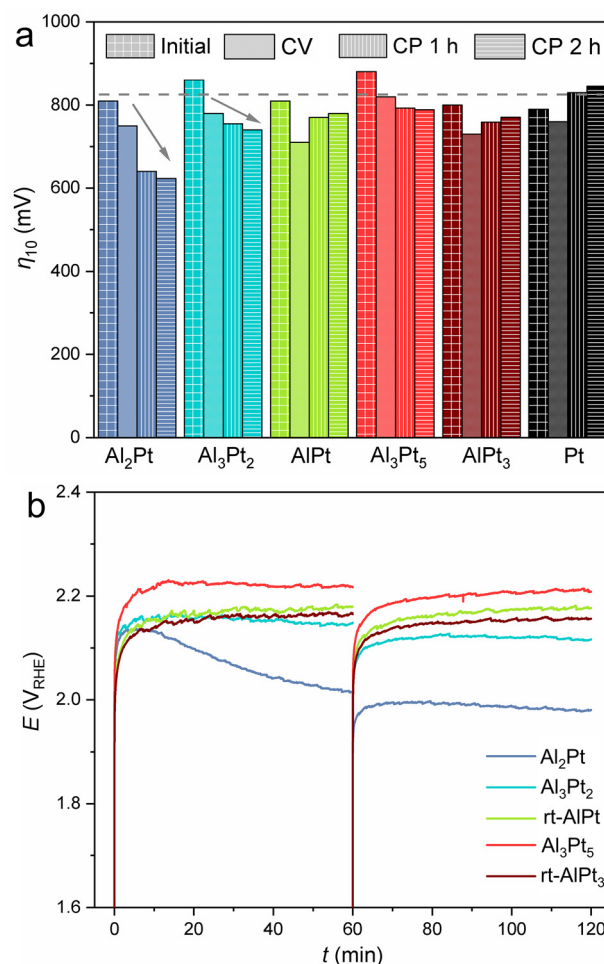 a
Initial CV CP 1 h CP 2 h
1000
800
600
400
200
0
η10 (mV)
Al2Pt Al3Pt2 AlPt Al3Pt5 AlPt3 Pt
b
2.4
2.2
2.0
1.8
1.6
E (VRHE)
Al2Pt
Al3Pt2
rt-AlPt
Al3Pt5
rt-AlPt3
0 20 40 60 80 100 120
t (min)